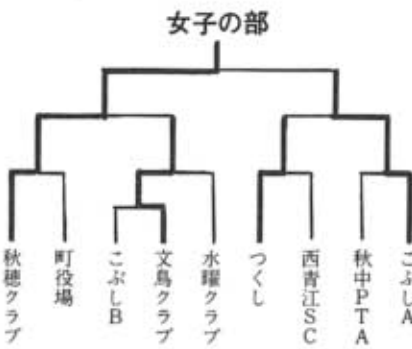 女子の部
秋穂クラブ
町役場
こぶしB
文鳥クラブ
水曜クラブ
つくし
西青江SC
秋中PTA
こぶしA